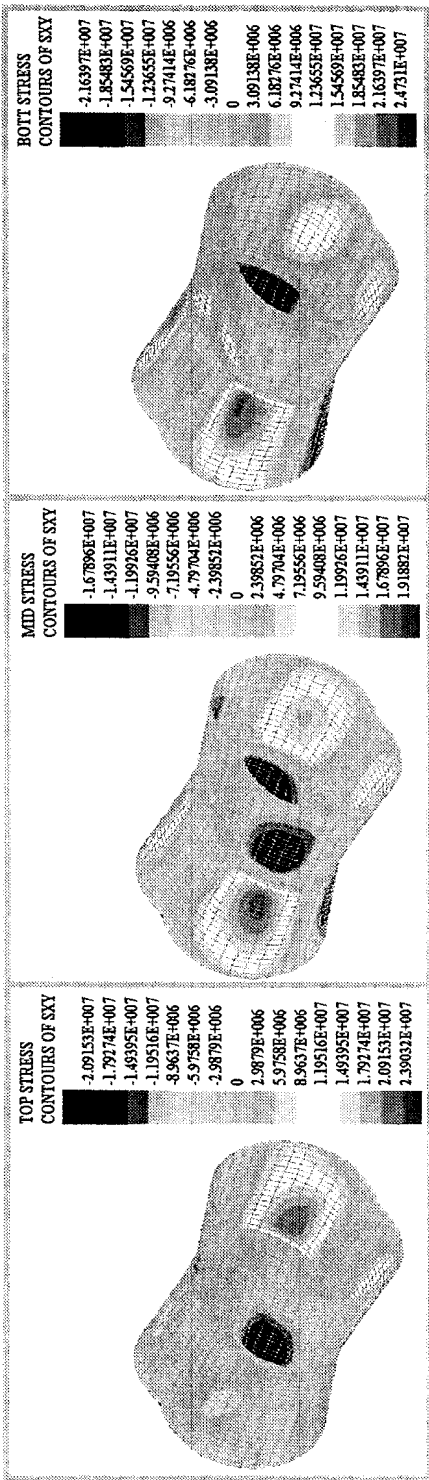 TOP STRESS
CONTOURS OF SXY
-2.09153E+007
-1.79274E+007
-1.49395E+007
-1.19516E+007
-8.9637E+006
-5.9758E+006
-2.9879E+006
0
2.9879E+006
5.9758E+006
8.9637E+006
1.19516E+007
1.49395E+007
1.79274E+007
2.09153E+007
2.39032E+007
MID STRESS
CONTOURS OF SXY
-1.67896E+007
-1.43911E+007
-1.19926E+007
-9.59408E+006
-7.19556E+006
-4.79704E+006
-2.39852E+006
0
2.39852E+006
4.79704E+006
7.19556E+006
9.59408E+006
1.19926E+007
1.43911E+007
1.67896E+007
1.91882E+007
BOTT STRESS
CONTOURS OF SXY
-2.16397E+007
-1.85483E+007
-1.54569E+007
-1.23655E+007
-9.27414E+006
-6.18276E+006
-3.09138E+006
0
3.09138E+006
6.18276E+006
9.27414E+006
1.23655E+007
1.54569E+007
1.85483E+007
2.16397E+007
2.4731E+007